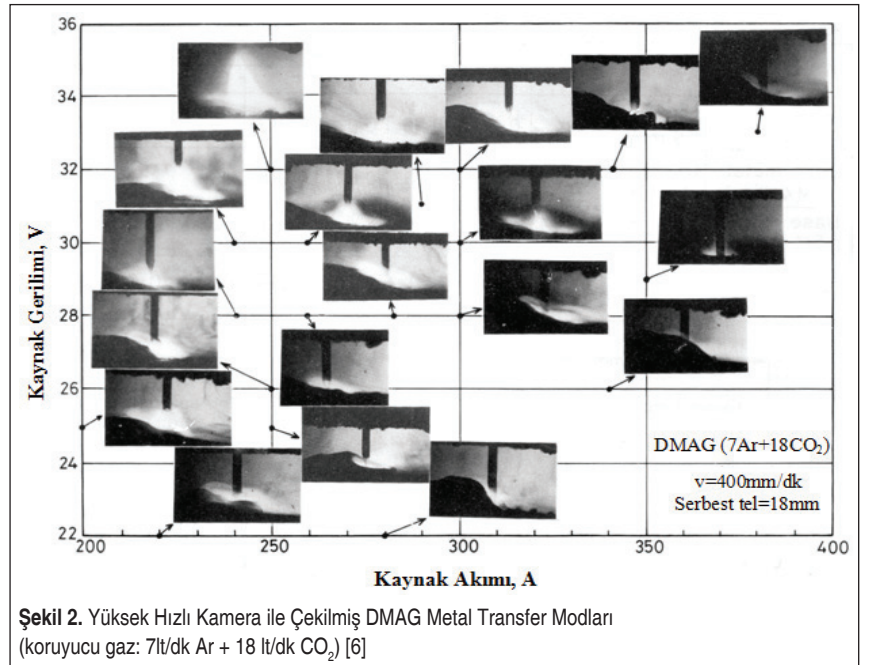 36
34
32
30
28
26
24
22
Kaynak Gerilimi, V
200
250
300
350
400
Kaynak Akımı, A
DMAG (7Ar+18CO₂)
v=400mm/dk
Serbest tel=18mm
Şekil 2. Yüksek Hızlı Kamera ile Çekilmiş DMAG Metal Transfer Modları
(koruyucu gaz: 7lt/dk Ar + 18 lt/dk CO₂) [6]